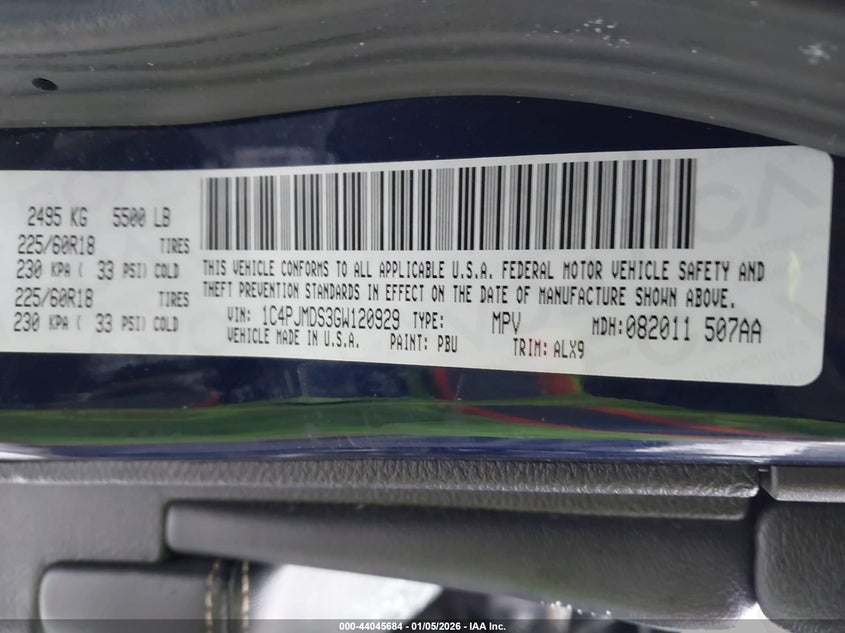 2495 KG 5500 LB
225/60R18 TIRES
230 KPA ( 33 PSI) COLD
225/60R18 TIRES
230 KPA ( 33 PSI) COLD
THIS VEHICLE CONFORMS TO ALL APPLICABLE U.S.A. FEDERAL MOTOR VEHICLE SAFETY AND
THEFT PREVENTION STANDARDS IN EFFECT ON THE DATE OF MANUFACTURE SHOWN ABOVE.
VIN: 1C4PJMDS3GW120929 TYPE: MPV MDH:082011 507AA
VEHICLE MADE IN U.S.A. PAINT: PBU TRIM: ALX9
000-44045684 - 01/05/2026 - IAA Inc.